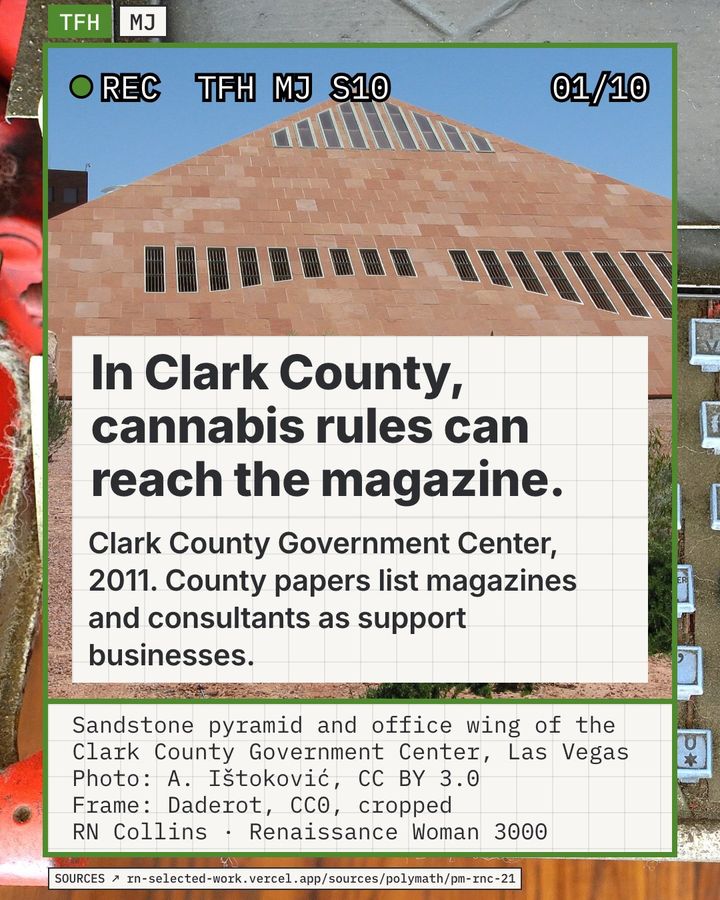 TFH MJ
REC TFH MJ S10 01/10
In Clark County,
cannabis rules can
reach the magazine.
Clark County Government Center,
2011. County papers list magazines
and consultants as support
businesses.
Sandstone pyramid and office wing of the
Clark County Government Center, Las Vegas
Photo: A. Ištoković, CC BY 3.0
Frame: Daderot, CC0, cropped
RN Collins · Renaissance Woman 3000
SOURCES ↗ rn-selected-work.vercel.app/sources/polymath/pm-rnc-21